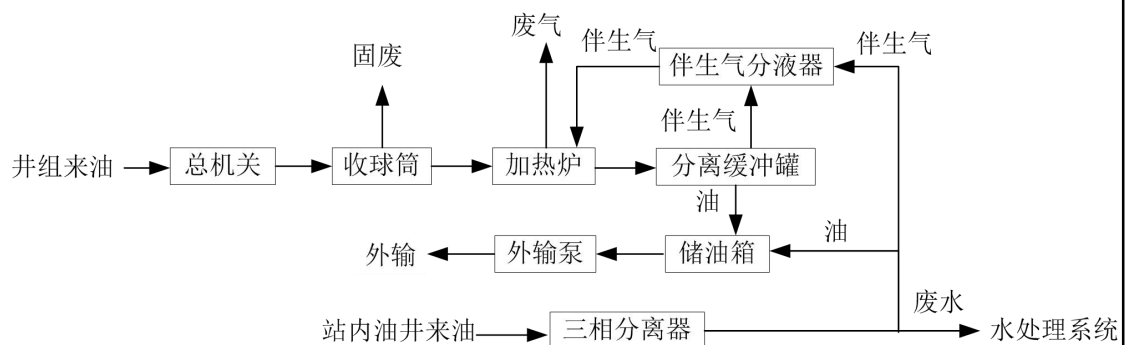 废气
伴生气
伴生气
固废
伴生气分液器
伴生气
井组来油
总机关
收球筒
加热炉
分离缓冲罐
油
油
外输
外输泵
储油箱
废水
站内油井来油
三相分离器
水处理系统